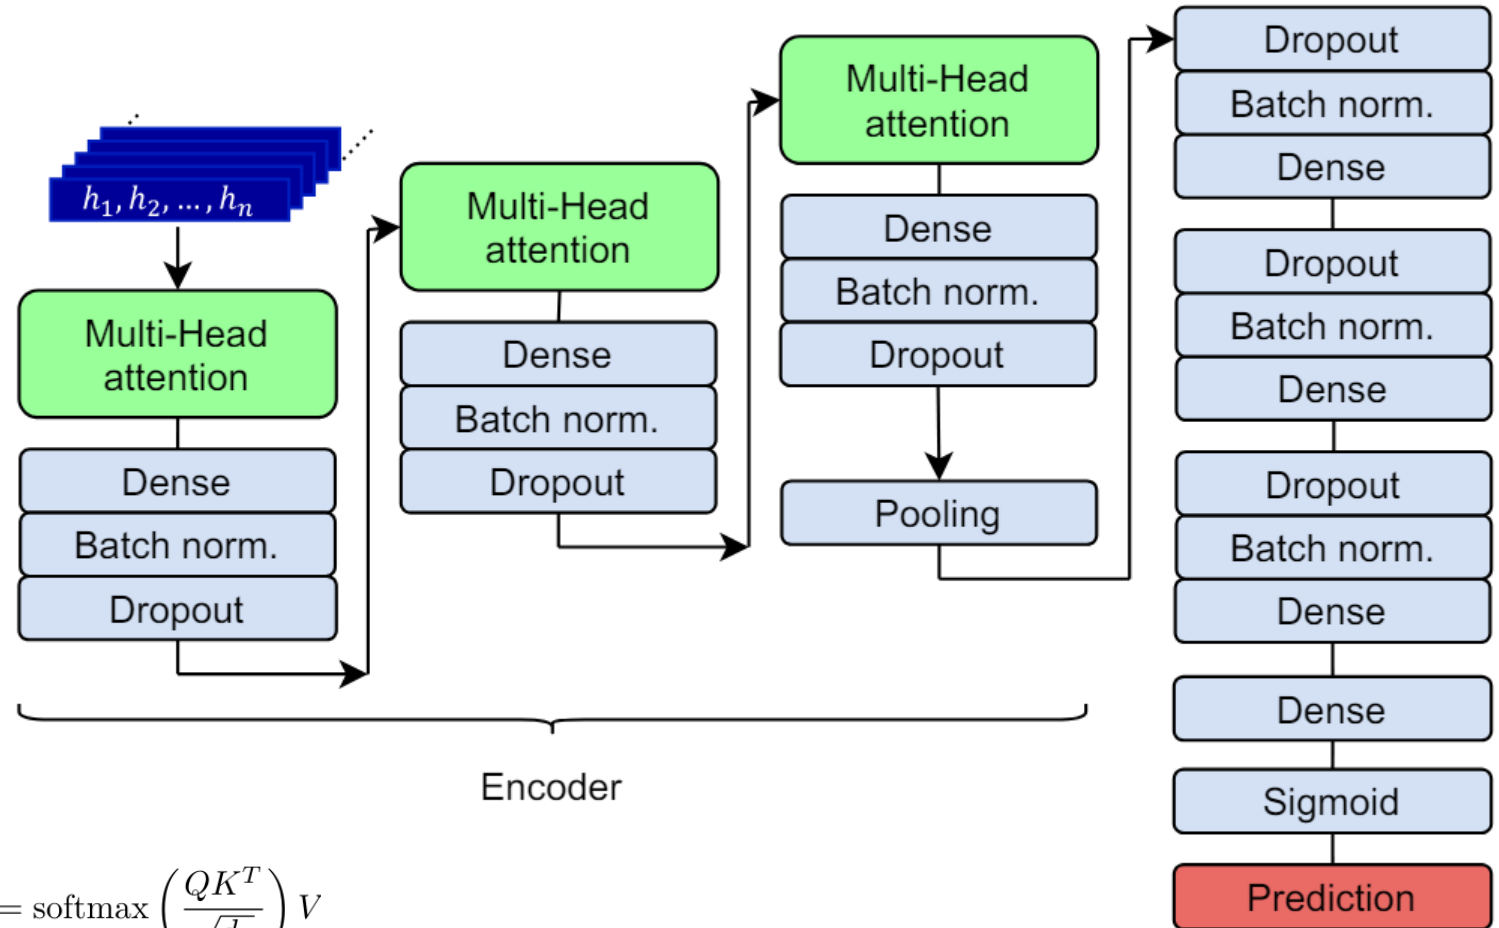 h₁, h₂, …, hₙ
Multi-Head
attention
Dense
Batch norm.
Dropout
Multi-Head
attention
Dense
Batch norm.
Dropout
Multi-Head
attention
Dense
Batch norm.
Dropout
Pooling
Dropout
Batch norm.
Dense
Dropout
Batch norm.
Dense
Dropout
Batch norm.
Dense
Dense
Sigmoid
Prediction
Encoder
= softmax (QKᵀ / √) V